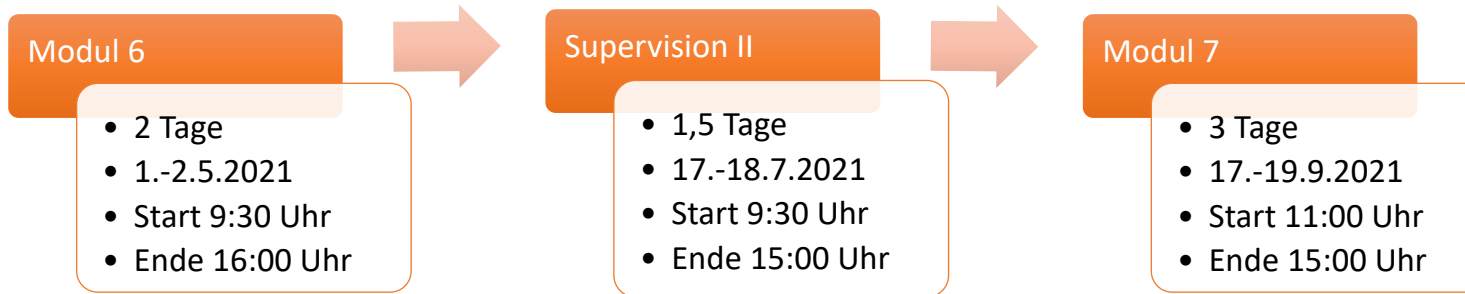 Modul 6
• 2 Tage
• 1.-2.5.2021
• Start 9:30 Uhr
• Ende 16:00 Uhr
Supervision II
• 1,5 Tage
• 17.-18.7.2021
• Start 9:30 Uhr
• Ende 15:00 Uhr
Modul 7
• 3 Tage
• 17.-19.9.2021
• Start 11:00 Uhr
• Ende 15:00 Uhr